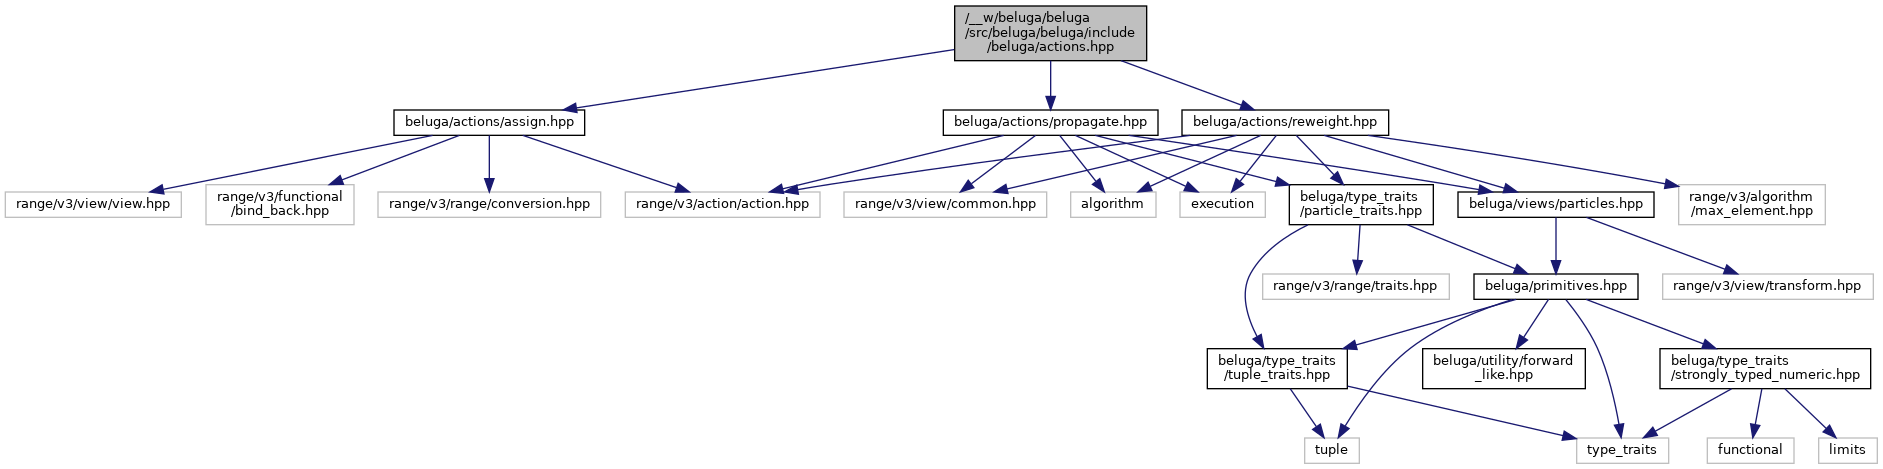 /__w/beluga/beluga
/src/beluga/beluga/include
/beluga/actions.hpp
beluga/actions/assign.hpp
beluga/actions/propagate.hpp
beluga/actions/reweight.hpp
range/v3/view/view.hpp
range/v3/functional
/bind_back.hpp
range/v3/range/conversion.hpp
range/v3/action/action.hpp
range/v3/view/common.hpp
algorithm
execution
beluga/type_traits
/particle_traits.hpp
beluga/views/particles.hpp
range/v3/algorithm
/max_element.hpp
range/v3/range/traits.hpp
beluga/primitives.hpp
range/v3/view/transform.hpp
beluga/type_traits
/tuple_traits.hpp
beluga/utility/forward
_like.hpp
beluga/type_traits
/strongly_typed_numeric.hpp
tuple
type_traits
functional
limits